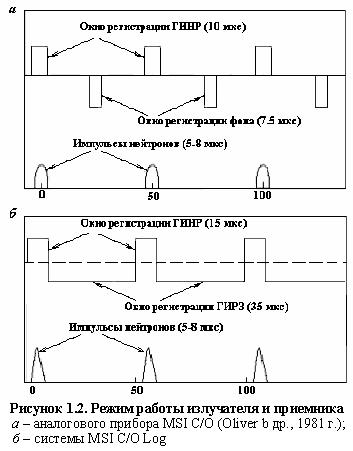 а
Окно регистрации ГИНР (10 мкс)
Окно регистрации фона (7.5 мкс)
Импульсы нейтронов (5-8 мкс)
0 50 100
б
Окно регистрации ГИНР (15 мкс)
Окно регистрации ГИРЗ (35 мкс)
Импульсы нейтронов (5-8 мкс)
0 50 100
Рисунок 1.2. Режим работы излучателя и приемника
а – аналогового прибора MSI C/O (Oliver b др., 1981 г.);
б – системы MSI C/O Log